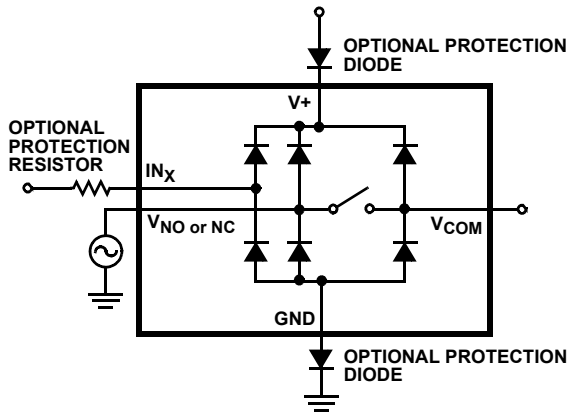 OPTIONAL PROTECTION
DIODE
V+
OPTIONAL
PROTECTION
RESISTOR
INX
VNO or NC
VCOM
GND
OPTIONAL PROTECTION
DIODE